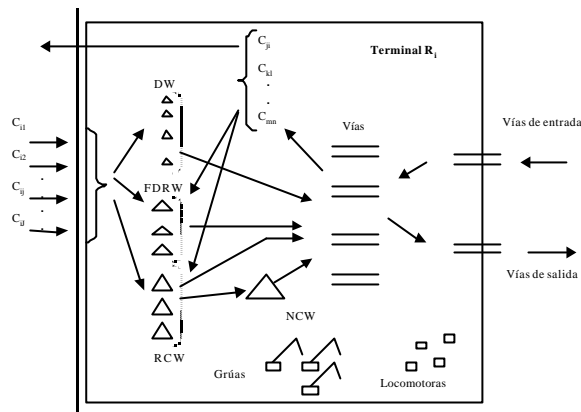 C_ji
Terminal R_i
C_kl
.
.
C_mn
DW
Vías
Vías de entrada
C_i1
C_i2
C_ij
.
.
C_iJ
FDRW
Vías de salida
NCW
RCW
Grúas
Locomotoras